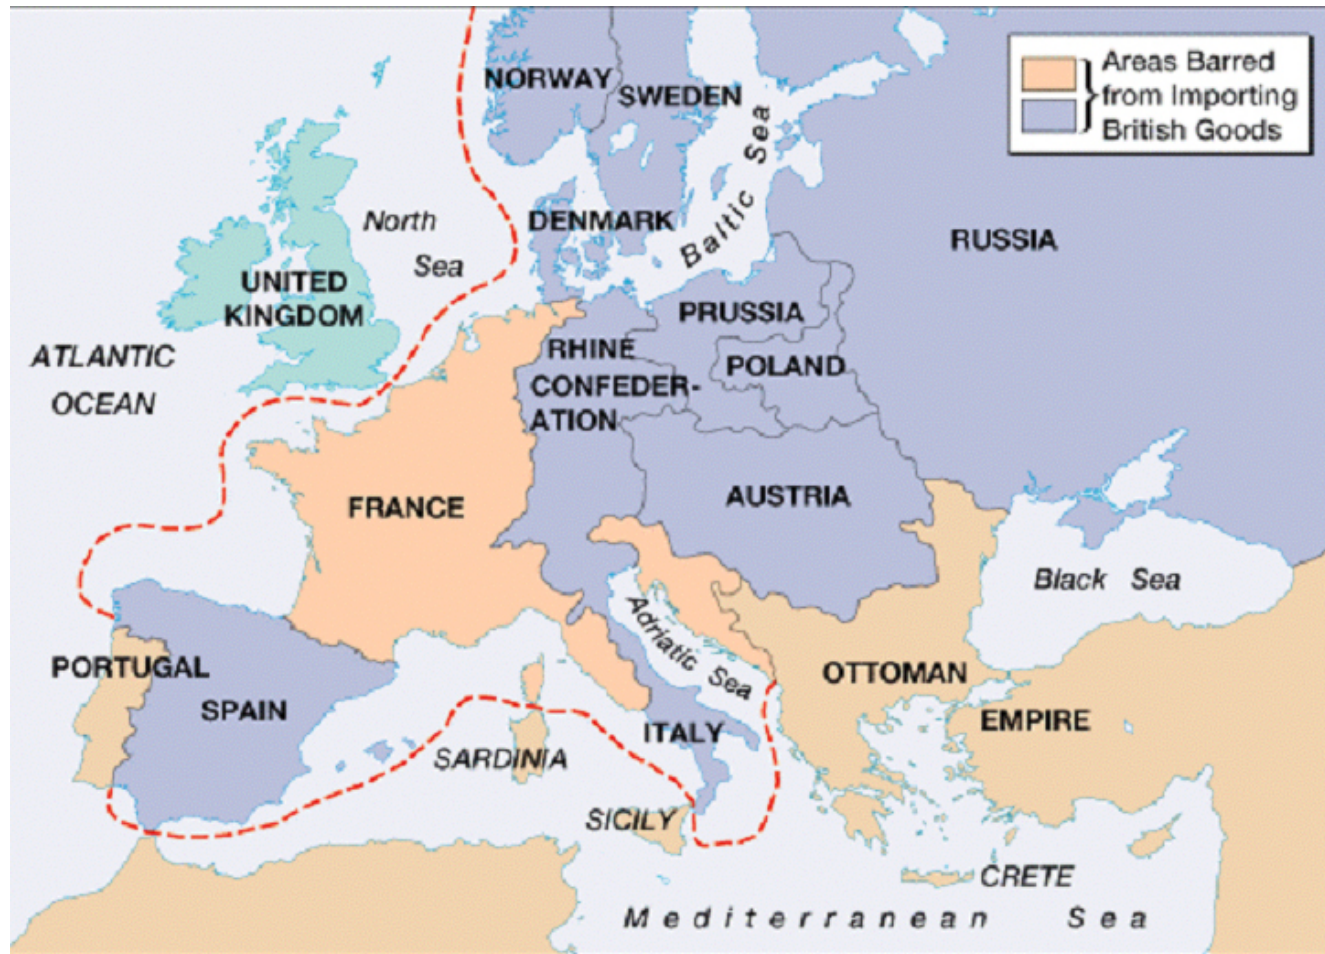 Areas Barred
from Importing
British Goods
NORWAY
SWEDEN
Baltic Sea
North
Sea
DENMARK
RUSSIA
UNITED
KINGDOM
PRUSSIA
ATLANTIC
OCEAN
RHINE
CONFEDER-
ATION
POLAND
FRANCE
AUSTRIA
Black Sea
Adriatic Sea
PORTUGAL
SPAIN
OTTOMAN
EMPIRE
ITALY
SARDINIA
SICILY
CRETE
Mediterranean Sea